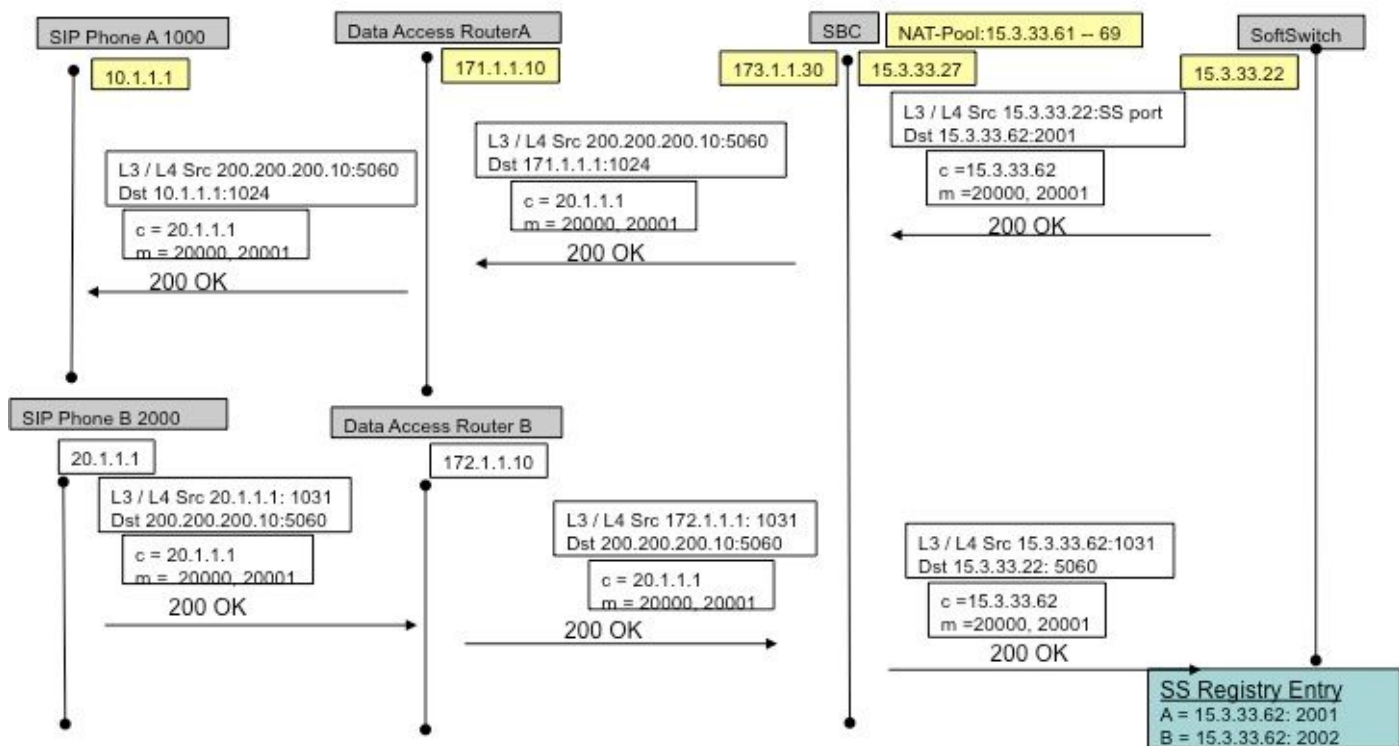 SIP Phone A 1000
10.1.1.1
Data Access RouterA
171.1.1.10
SBC
NAT-Pool:15.3.33.61 -- 69
173.1.1.30
15.3.33.27
SoftSwitch
15.3.33.22
L3 / L4 Src 15.3.33.22:SS port
Dst 15.3.33.62:2001
c =15.3.33.62
m =20000, 20001
200 OK
L3 / L4 Src 200.200.200.10:5060
Dst 171.1.1.1:1024
c = 20.1.1.1
m = 20000, 20001
200 OK
L3 / L4 Src 200.200.200.10:5060
Dst 10.1.1.1:1024
c = 20.1.1.1
m = 20000, 20001
200 OK
SIP Phone B 2000
20.1.1.1
Data Access Router B
172.1.1.10
L3 / L4 Src 20.1.1.1: 1031
Dst 200.200.200.10:5060
c = 20.1.1.1
m = 20000, 20001
200 OK
L3 / L4 Src 172.1.1.1: 1031
Dst 200.200.200.10:5060
c = 20.1.1.1
m = 20000, 20001
200 OK
L3 / L4 Src 15.3.33.62:1031
Dst 15.3.33.22: 5060
c =15.3.33.62
m =20000, 20001
200 OK
SS Registry Entry
A = 15.3.33.62: 2001
B = 15.3.33.62: 2002